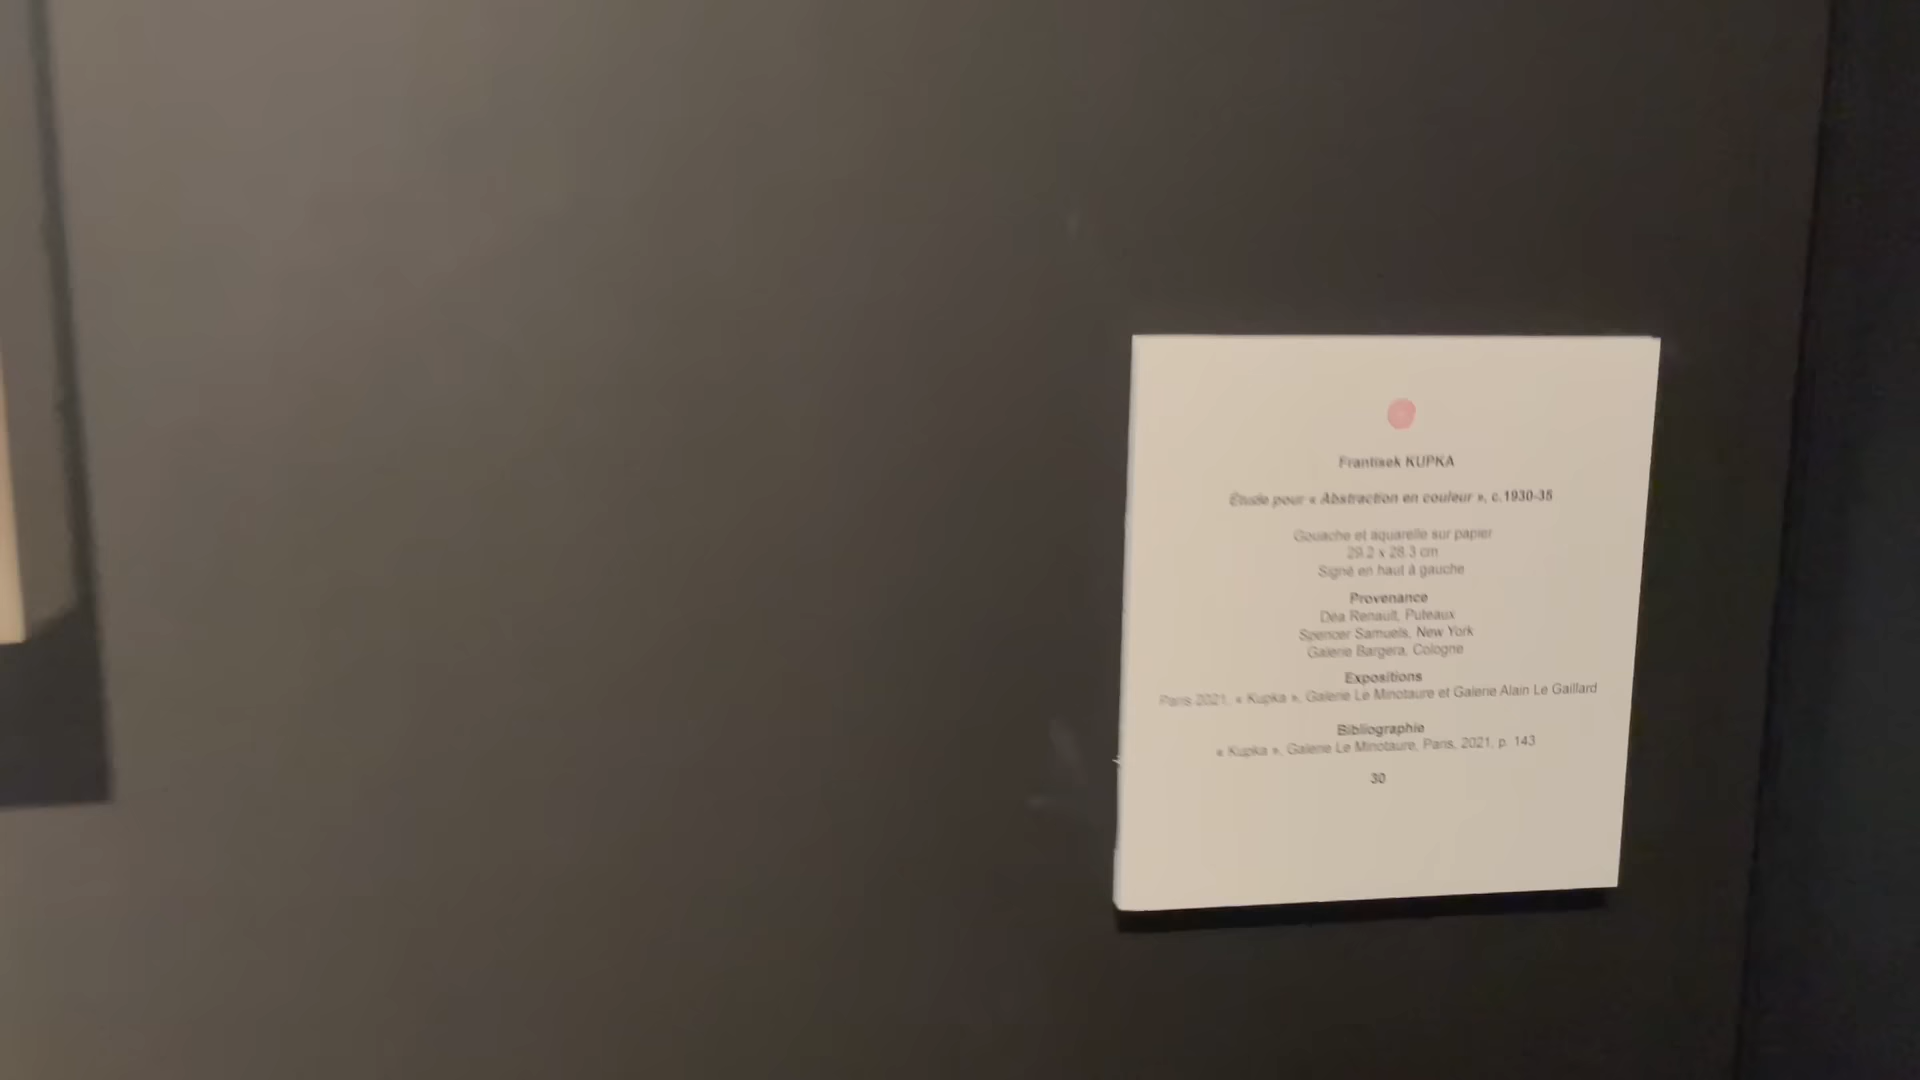 Frantisek KUPKA
Étude pour « Abstraction en couleur », c.1930-35
Gouache et aquarelle sur papier
29.2 x 28.3 cm
Signé en haut à gauche
Provenance
Déa Renault, Puteaux
Spencer Samuels, New York
Galerie Bargera, Cologne
Expositions
Paris 2021, « Kupka », Galerie Le Minotaure et Galerie Alain Le Gaillard
Bibliographie
« Kupka », Galerie Le Minotaure, Paris, 2021, p. 143
30